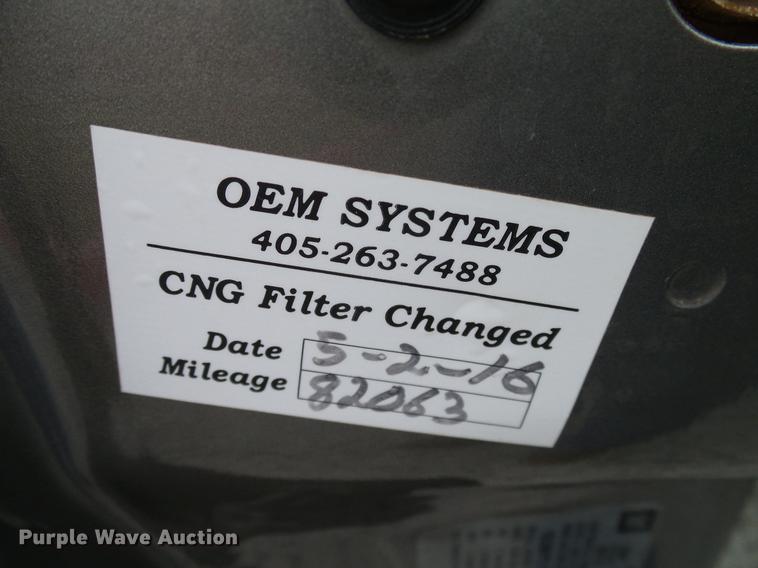 OEM SYSTEMS
405-263-7488
CNG Filter Changed
Date 5-2-16
Mileage 82063
Purple Wave Auction